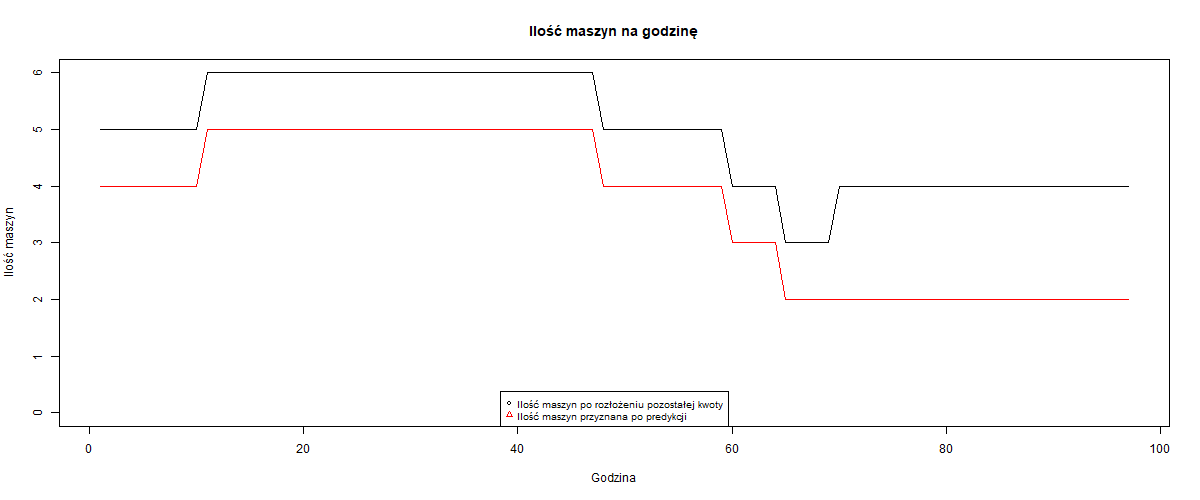 Ilość maszyn na godzinę
Ilość maszyn
6
5
4
3
2
1
0
Ilość maszyn po rozłożeniu pozostałej kwoty
Ilość maszyn przyznana po predykcji
0 20 40 60 80 100
Godzina